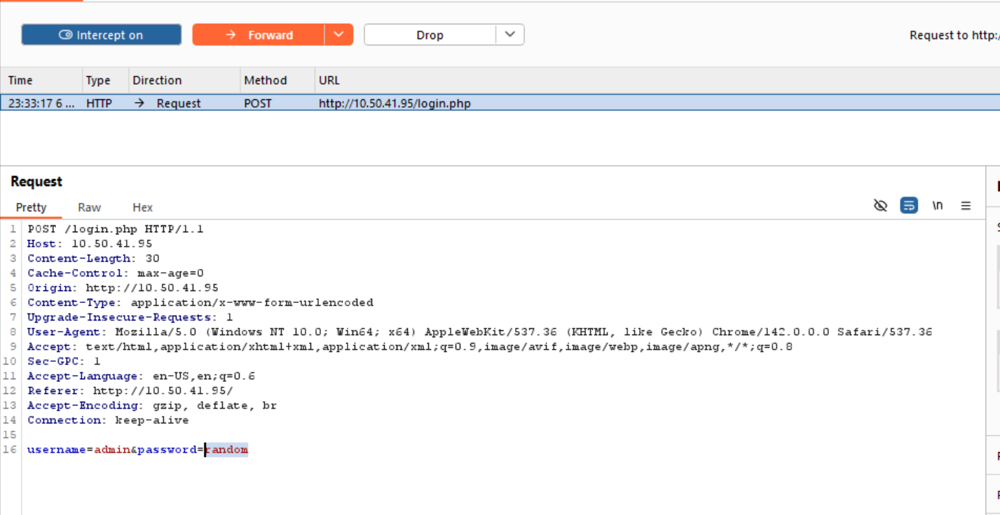 Intercept on Forward Drop Request to http:/
Time Type Direction Method URL
23:33:17 6 ... HTTP → Request POST http://10.50.41.95/login.php
Request
Pretty Raw Hex \n
1 POST /login.php HTTP/1.1
2 Host: 10.50.41.95
3 Content-Length: 30
4 Cache-Control: max-age=0
5 Origin: http://10.50.41.95
6 Content-Type: application/x-www-form-urlencoded
7 Upgrade-Insecure-Requests: 1
8 User-Agent: Mozilla/5.0 (Windows NT 10.0; Win64; x64) AppleWebKit/537.36 (KHTML, like Gecko) Chrome/142.0.0.0 Safari/537.36
9 Accept: text/html,application/xhtml+xml,application/xml;q=0.9,image/avif,image/webp,image/apng,*/*;q=0.8
10 Sec-GPC: 1
11 Accept-Language: en-US,en;q=0.6
12 Referer: http://10.50.41.95/
13 Accept-Encoding: gzip, deflate, br
14 Connection: keep-alive
15
16 username=admin&password=random